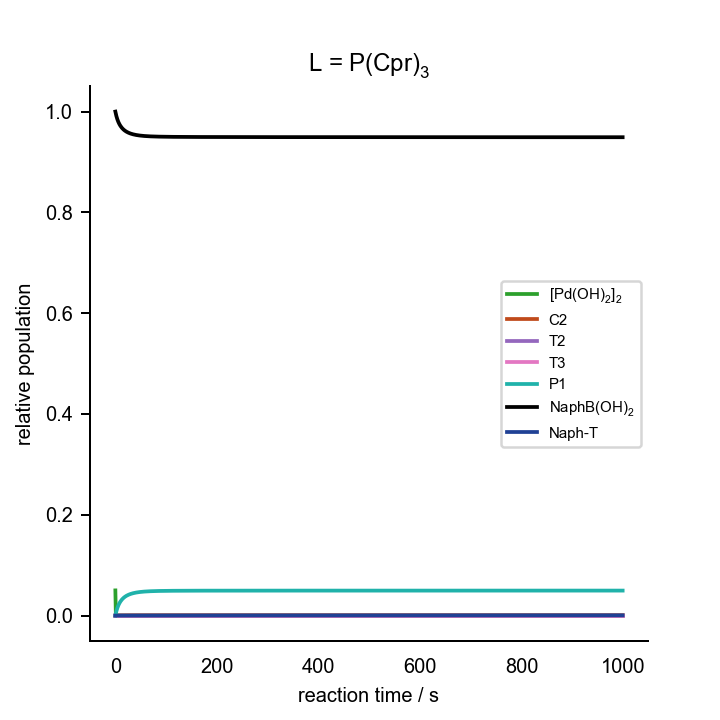 L = P(Cpr)₃
1.0
0.8
0.6
0.4
0.2
0.0
relative population
[Pd(OH)₂]₂
C2
T2
T3
P1
NaphB(OH)₂
Naph-T
0 200 400 600 800 1000
reaction time / s